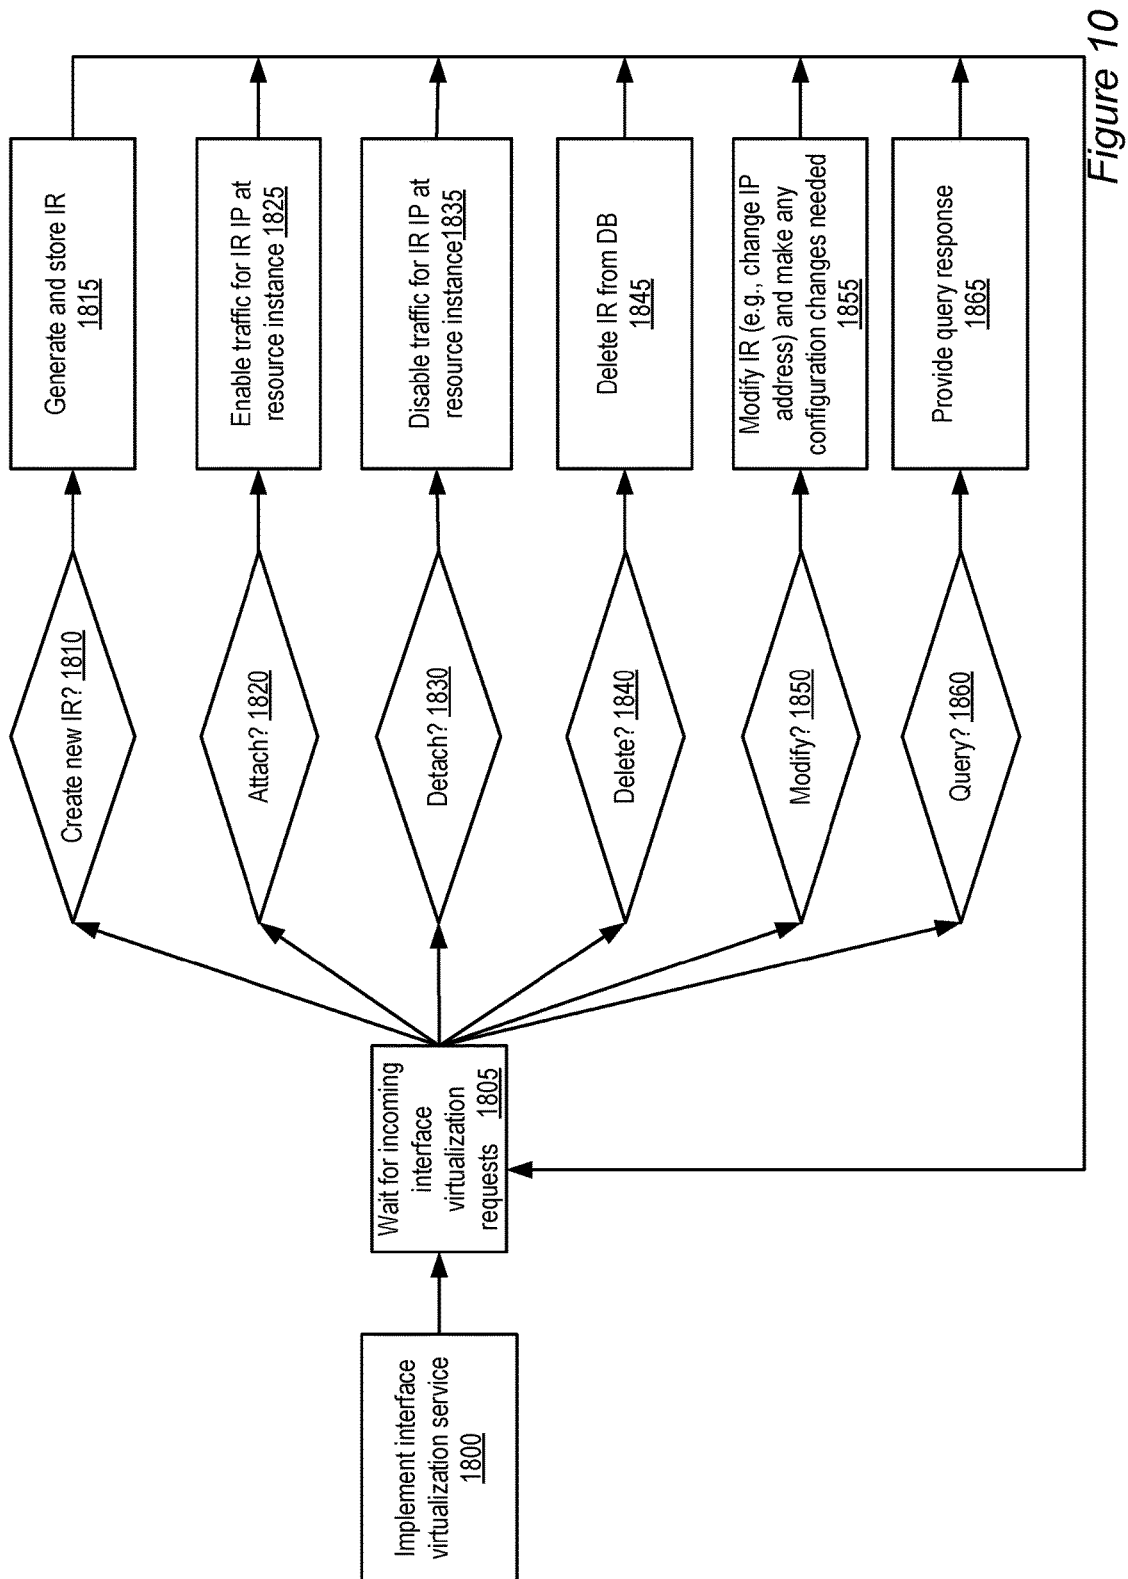 Implement interface
virtualization service
1800
Wait for incoming
interface
virtualization
requests 1805
Create new IR? 1810
Generate and store IR
1815
Attach? 1820
Enable traffic for IR IP at
resource instance 1825
Detach? 1830
Disable traffic for IR IP at
resource instance1835
Delete? 1840
Delete IR from DB
1845
Modify? 1850
Modify IR (e.g., change IP
address) and make any
configuration changes needed
1855
Query? 1860
Provide query response
1865
Figure 10